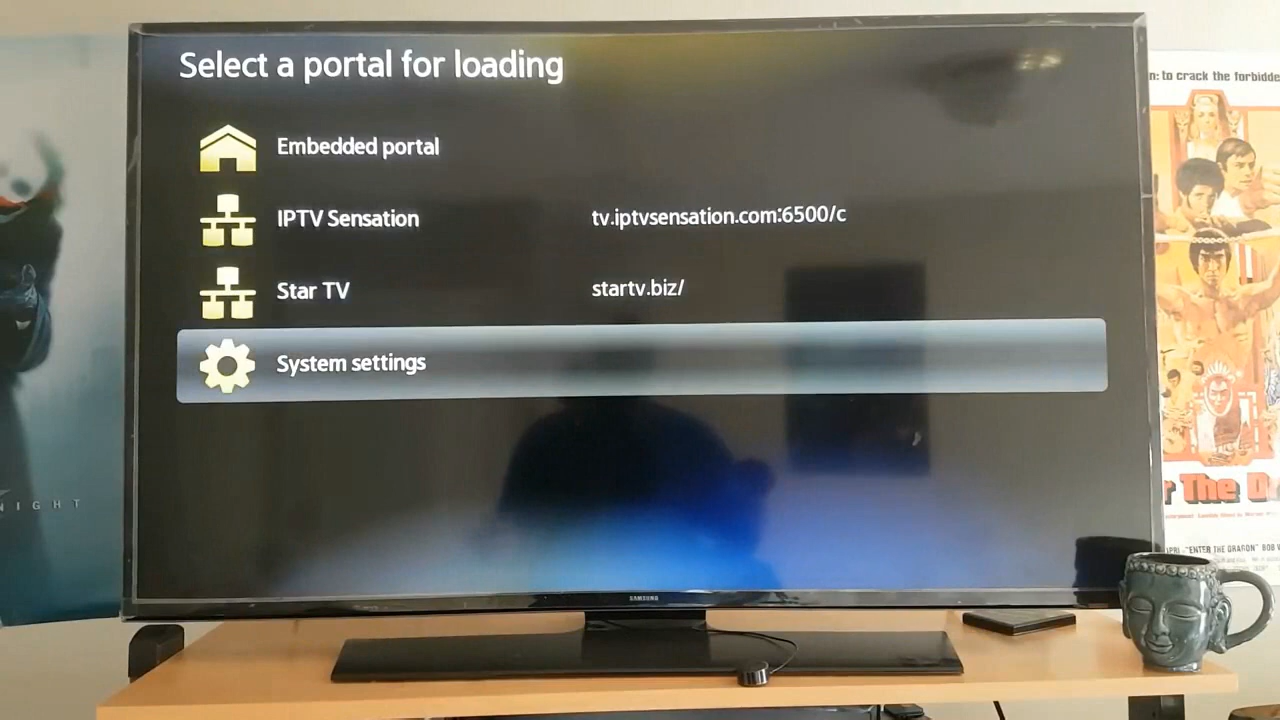 Select a portal for loading
Embedded portal
IPTV Sensation tv.iptvsensation.com:6500/c
Star TV startv.biz/
System settings
SAMSUNG
NIGHT
n: to crack the forbidde
r The D
"ENTER THE DRAGON" BOB W